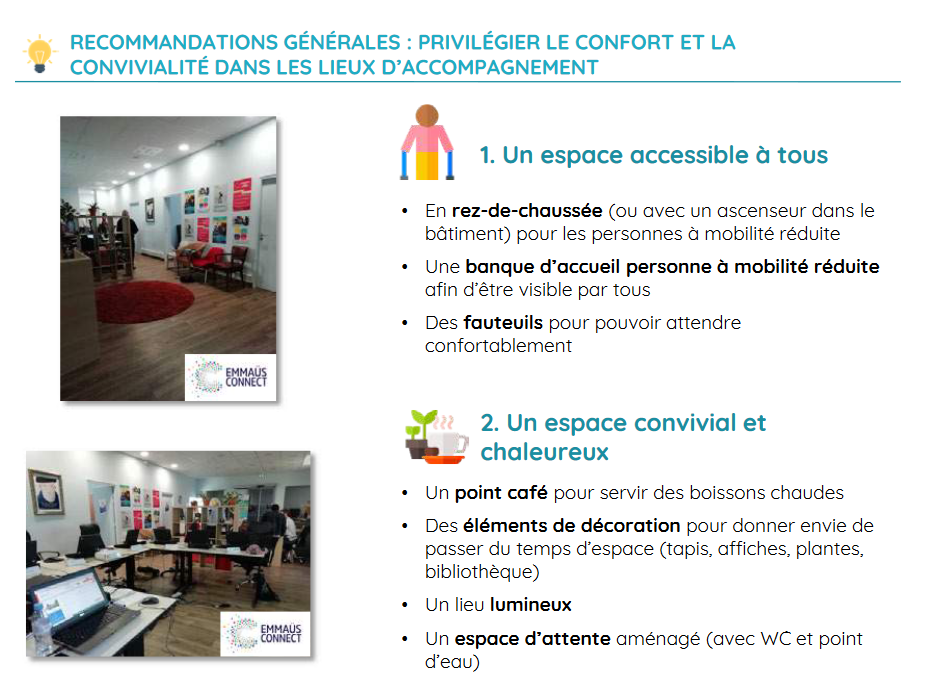 RECOMMANDATIONS GÉNÉRALES : PRIVILÉGIER LE CONFORT ET LA
CONVIVIALITÉ DANS LES LIEUX D’ACCOMPAGNEMENT
1. Un espace accessible à tous
• En rez-de-chaussée (ou avec un ascenseur dans le
bâtiment) pour les personnes à mobilité réduite
• Une banque d’accueil personne à mobilité réduite
afin d’être visible par tous
• Des fauteuils pour pouvoir attendre
confortablement
EMMAÜS
CONNECT
2. Un espace convivial et
chaleureux
• Un point café pour servir des boissons chaudes
• Des éléments de décoration pour donner envie de
passer du temps d’espace (tapis, affiches, plantes,
bibliothèque)
• Un lieu lumineux
• Un espace d’attente aménagé (avec WC et point
d’eau)
EMMAÜS
CONNECT